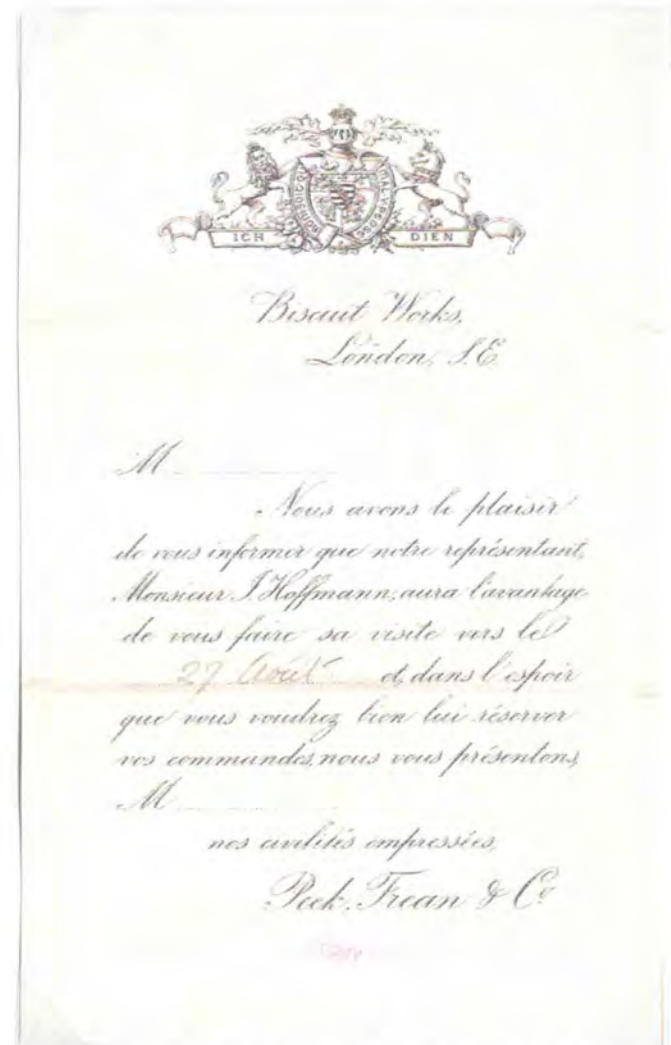 ICH DIEN
Biscuit Works,
London, S.E.
M
Nous avons le plaisir
de vous informer que notre représentant,
Monsieur J. Hoffmann, aura l'avantage
de vous faire sa visite vers le
27 Août et, dans l'espoir
que vous voudrez bien lui réserver
vos commandes, nous vous présentons,
M
nos civilités empressées,
Peek, Frean & Co